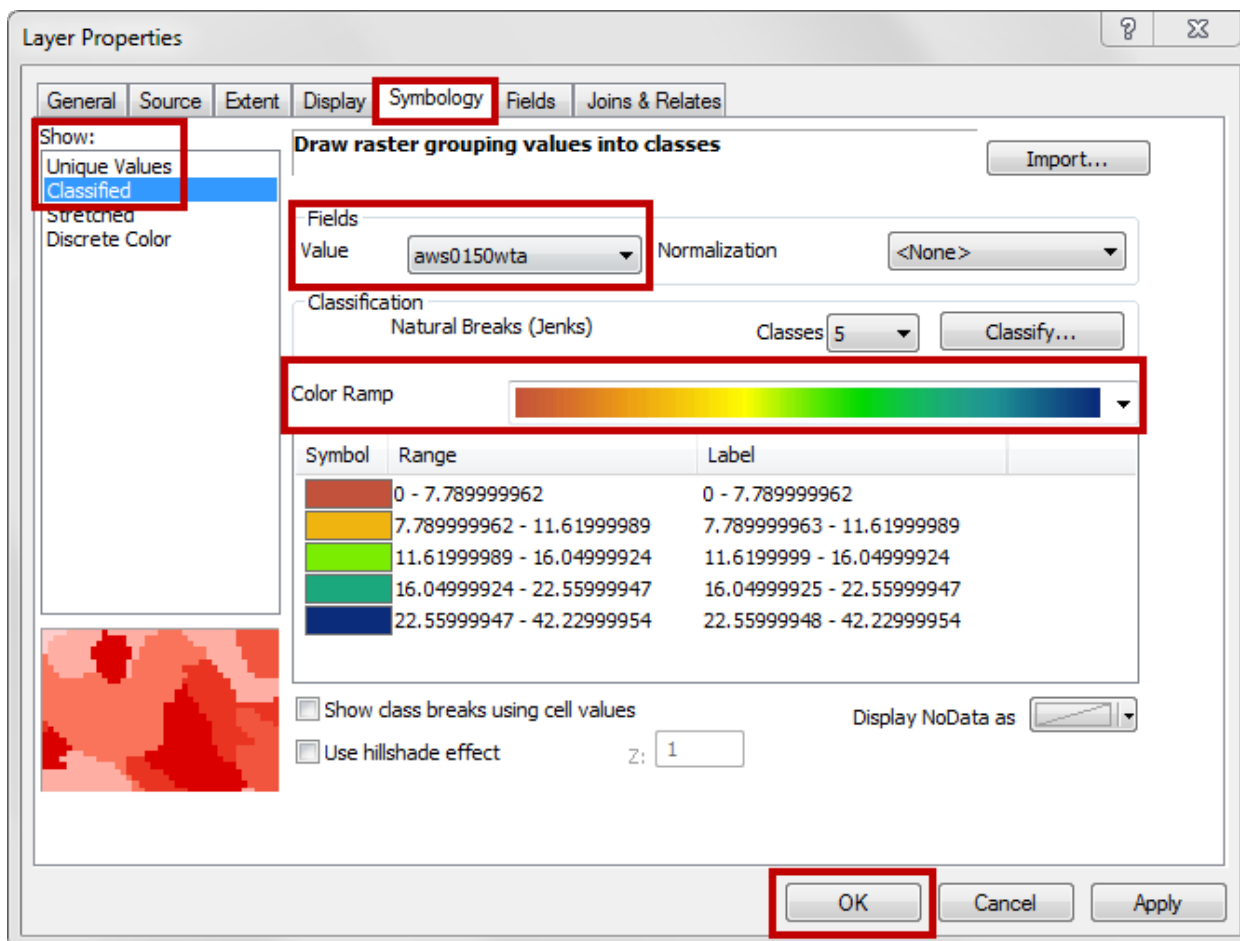 Layer Properties
General Source Extent Display Symbology Fields Joins & Relates
Show:
Unique Values
Classified
Stretched
Discrete Color
Draw raster grouping values into classes
Import...
Fields
Value aws0150wta Normalization <None>
Classification
Natural Breaks (Jenks) Classes 5 Classify...
Color Ramp
Symbol Range Label
0 - 7.789999962 0 - 7.789999962
7.789999962 - 11.61999989 7.789999963 - 11.61999989
11.61999989 - 16.04999924 11.6199999 - 16.04999924
16.04999924 - 22.55999947 16.04999925 - 22.55999947
22.55999947 - 42.22999954 22.55999948 - 42.22999954
Show class breaks using cell values Display NoData as
Use hillshade effect Z: 1
OK Cancel Apply